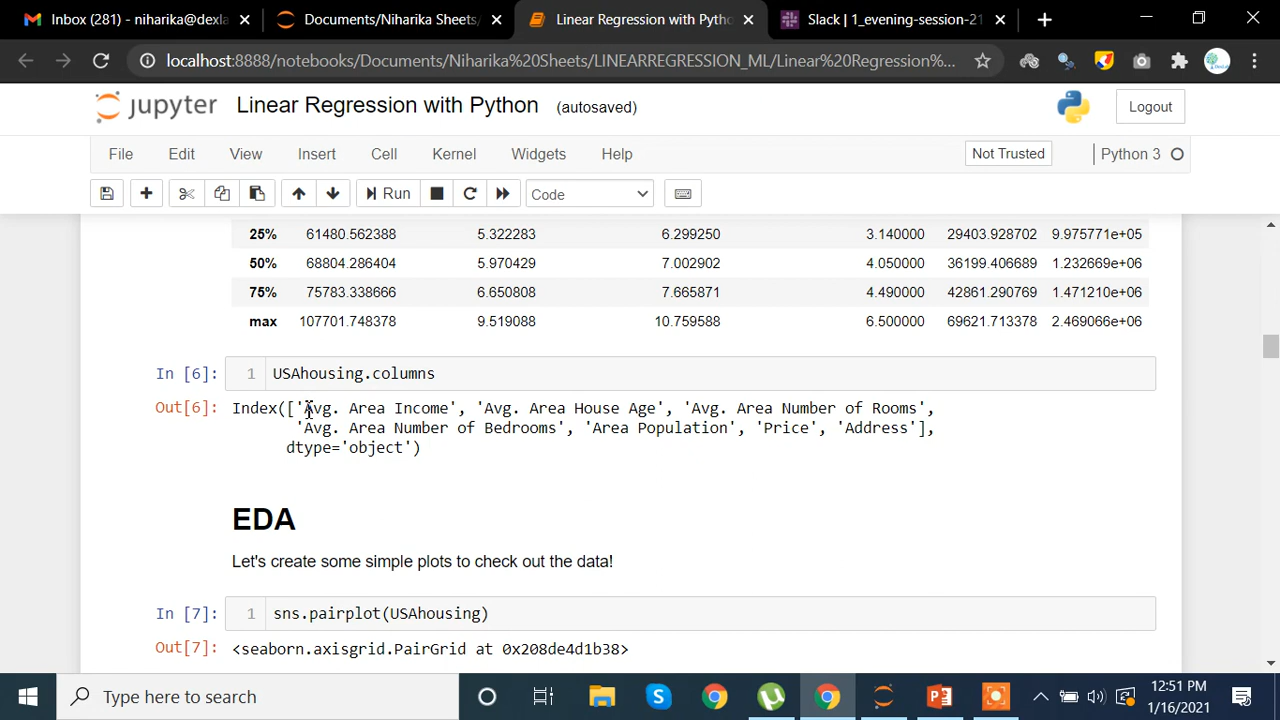 Inbox (281) - niharika@dexla
Documents/Niharika Sheets/
Linear Regression with Pytho
Slack | 1_evening-session-21
localhost:8888/notebooks/Documents/Niharika%20Sheets/LINEARREGRESSION_ML/Linear%20Regression%...
jupyter
Linear Regression with Python (autosaved)
Logout
File Edit View Insert Cell Kernel Widgets Help
Not Trusted
Python 3
Run
Code
25% 61480.562388 5.322283 6.299250 3.140000 29403.928702 9.975771e+05
50% 68804.286404 5.970429 7.002902 4.050000 36199.406689 1.232669e+06
75% 75783.338666 6.650808 7.665871 4.490000 42861.290769 1.471210e+06
max 107701.748378 9.519088 10.759588 6.500000 69621.713378 2.469066e+06
In [6]: 1 USAhousing.columns
Out[6]: Index(['Avg. Area Income', 'Avg. Area House Age', 'Avg. Area Number of Rooms',
'Avg. Area Number of Bedrooms', 'Area Population', 'Price', 'Address'],
dtype='object')
EDA
Let's create some simple plots to check out the data!
In [7]: 1 sns.pairplot(USAhousing)
Out[7]: <seaborn.axisgrid.PairGrid at 0x208de4d1b38>
Type here to search
12:51 PM
1/16/2021